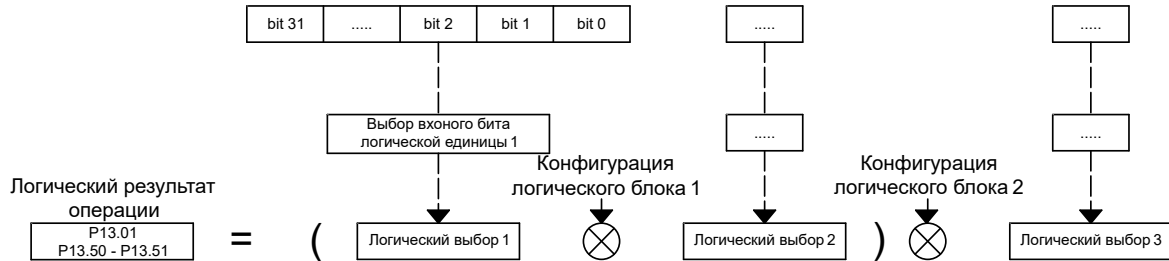 bit 31 ..... bit 2 bit 1 bit 0
.....
.....
Выбор вхоного бита
логической единицы 1
.....
.....
Конфигурация
логического блока 1
Конфигурация
логического блока 2
Логический результат
операции
P13.01
P13.50 - P13.51
= ( Логический выбор 1 Логический выбор 2 ) Логический выбор 3